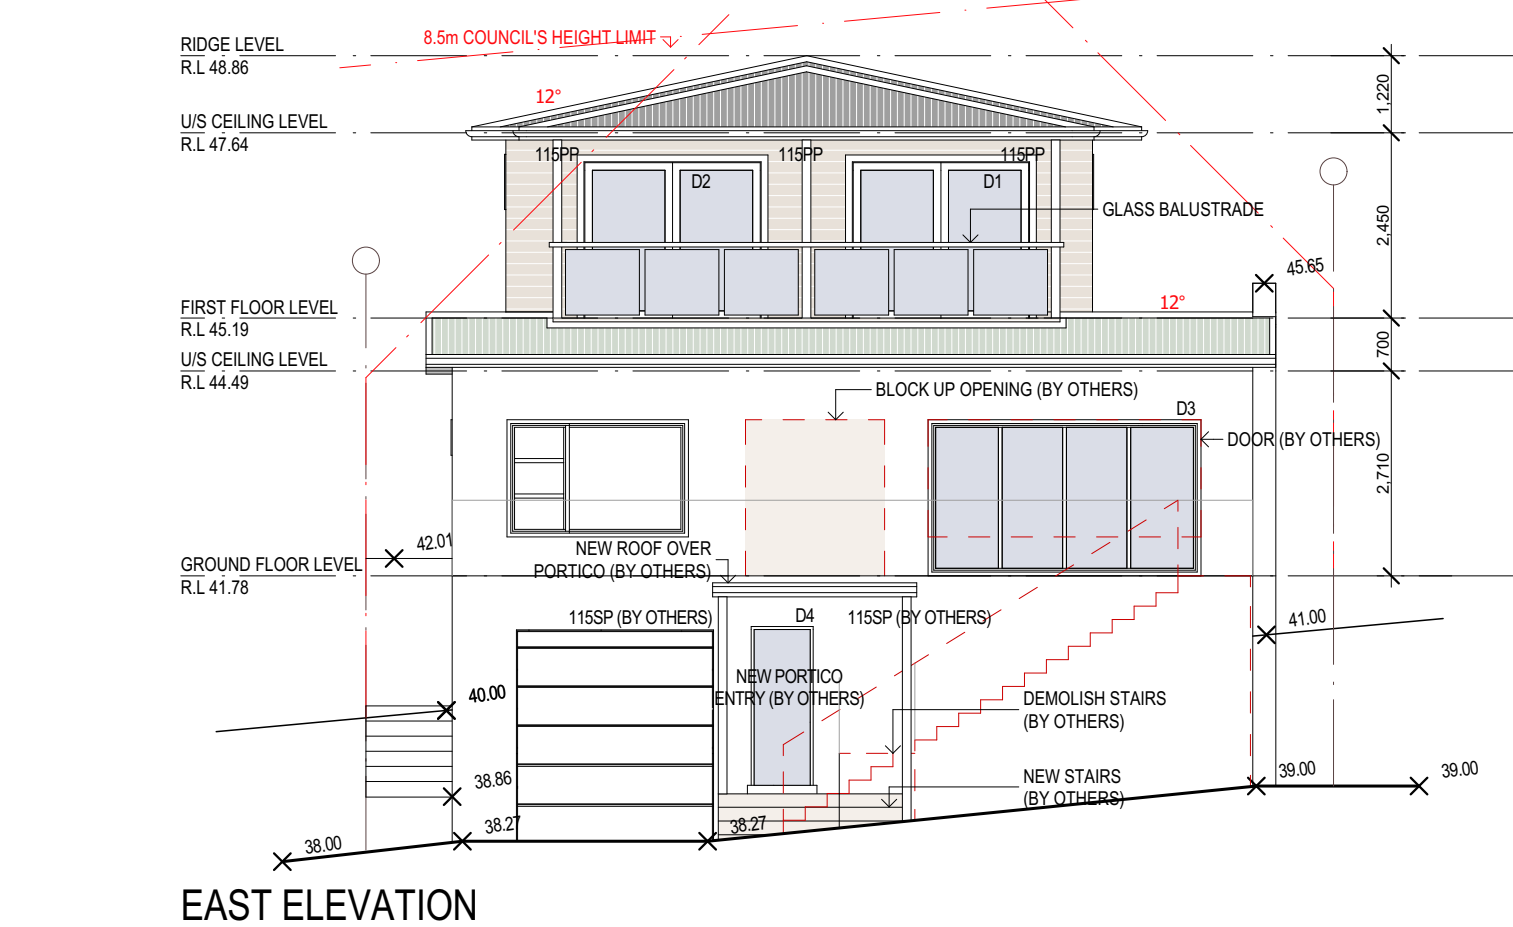 8.5m COUNCIL'S HEIGHT LIMIT
RIDGE LEVEL
R.L 48.86
12°
1,220
U/S CEILING LEVEL
R.L 47.64
115PP
115PP
115PP
D2
D1
GLASS BALUSTRADE
2,450
45.65
FIRST FLOOR LEVEL
R.L 45.19
12°
700
U/S CEILING LEVEL
R.L 44.49
BLOCK UP OPENING (BY OTHERS)
D3
DOOR (BY OTHERS)
2,710
42.01
NEW ROOF OVER
PORTICO (BY OTHERS)
GROUND FLOOR LEVEL
R.L 41.78
115SP (BY OTHERS)
D4
115SP (BY OTHERS)
41.00
NEW PORTICO
ENTRY (BY OTHERS)
40.00
DEMOLISH STAIRS
(BY OTHERS)
38.86
NEW STAIRS
(BY OTHERS)
39.00
39.00
38.27
38.27
38.00
EAST ELEVATION